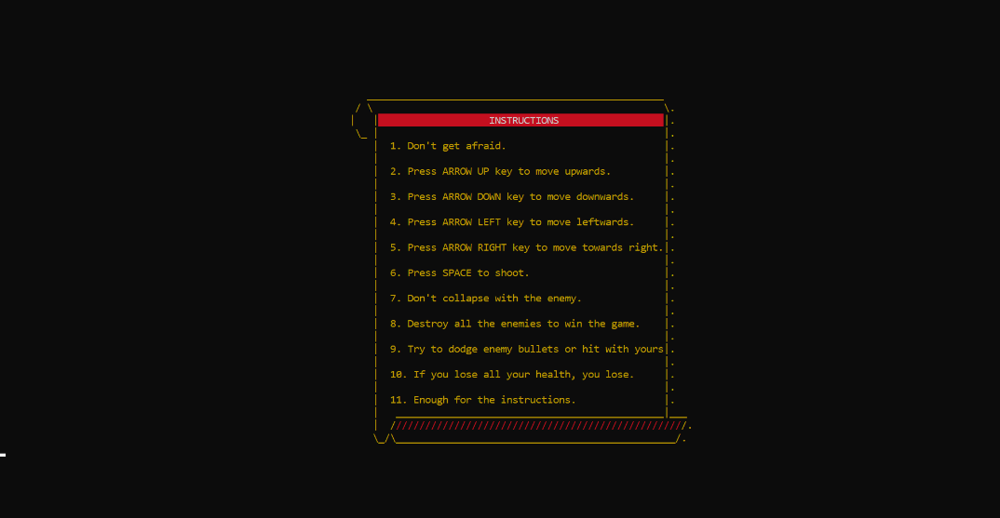 INSTRUCTIONS
1. Don't get afraid.
2. Press ARROW UP key to move upwards.
3. Press ARROW DOWN key to move downwards.
4. Press ARROW LEFT key to move leftwards.
5. Press ARROW RIGHT key to move towards right.
6. Press SPACE to shoot.
7. Don't collapse with the enemy.
8. Destroy all the enemies to win the game.
9. Try to dodge enemy bullets or hit with yours
10. If you lose all your health, you lose.
11. Enough for the instructions.